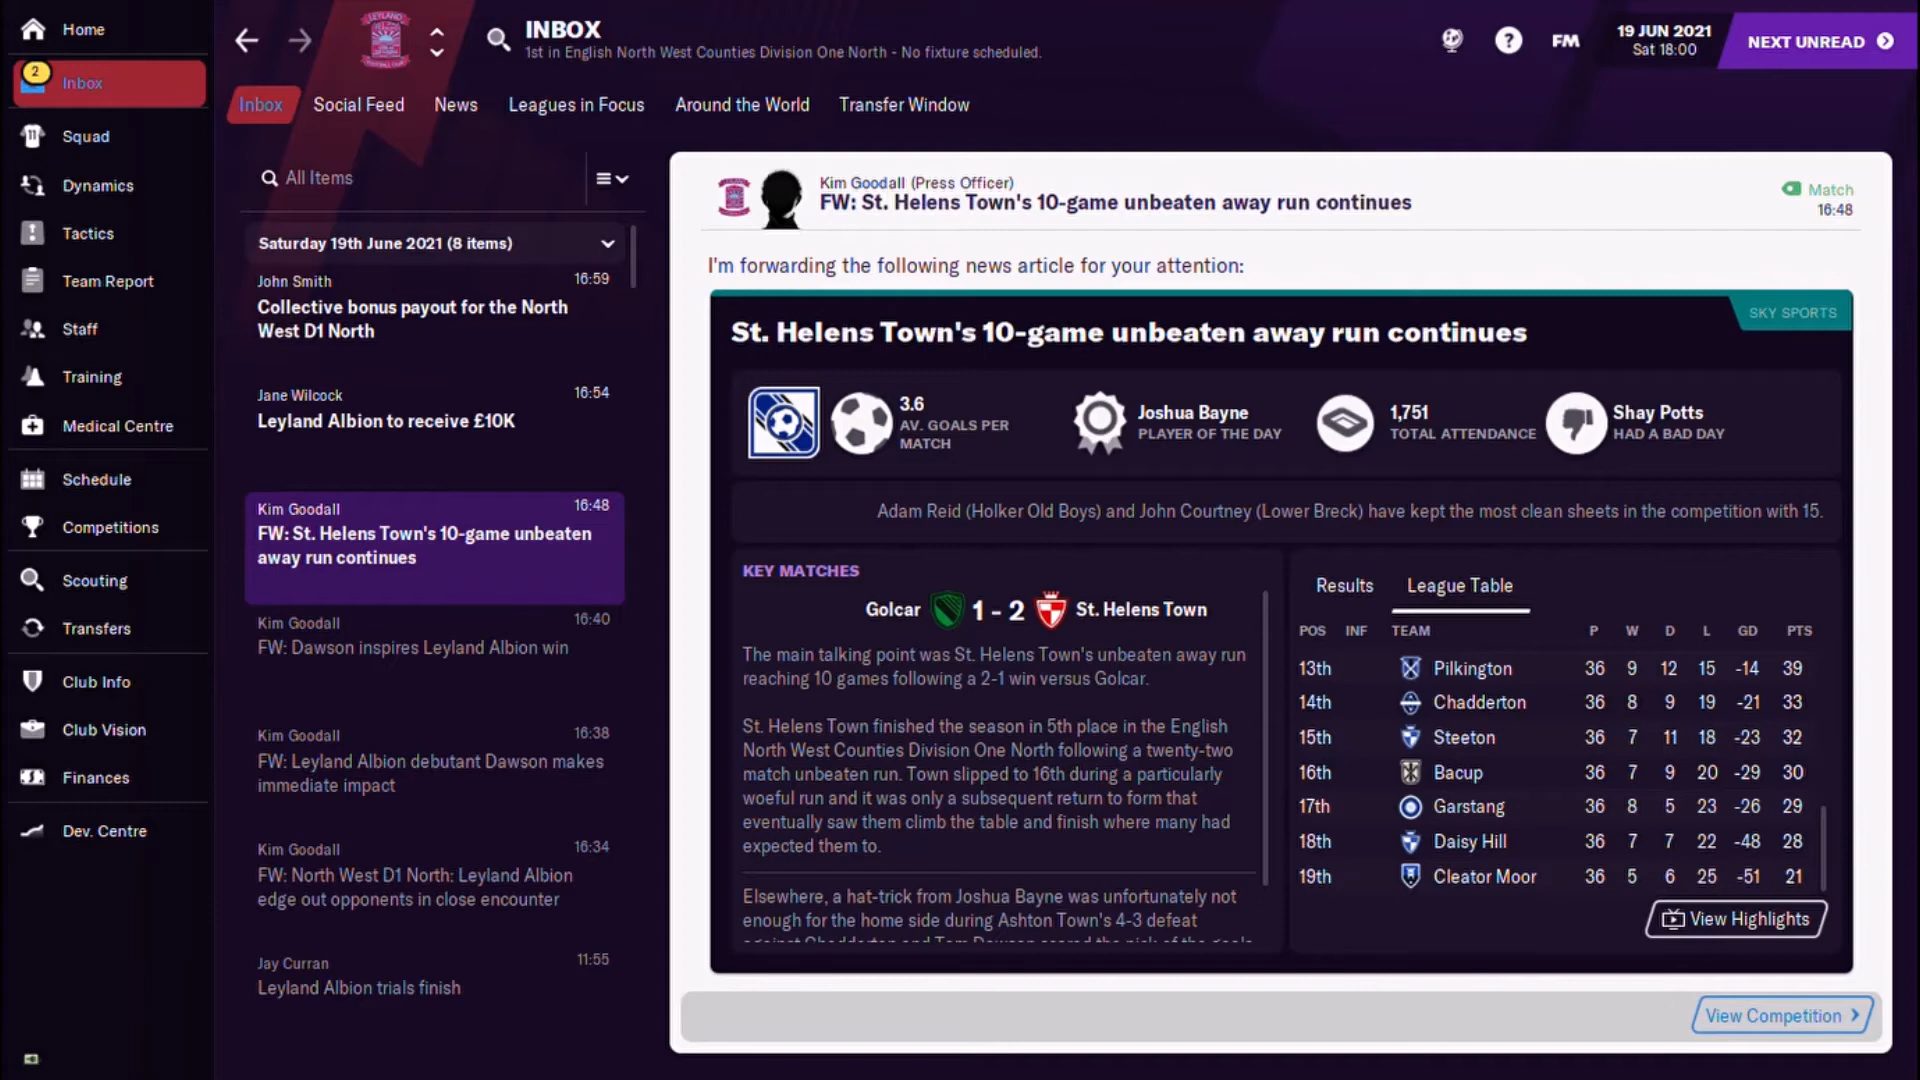 Home
2
Inbox
Squad
Dynamics
Tactics
Team Report
Staff
Training
Medical Centre
Schedule
Competitions
Scouting
Transfers
Club Info
Club Vision
Finances
Dev. Centre
INBOX
1st in English North West Counties Division One North - No fixture scheduled.
FM
19 JUN 2021
Sat 18:00
NEXT UNREAD
Inbox Social Feed News Leagues in Focus Around the World Transfer Window
All Items
Saturday 19th June 2021 (8 items)
John Smith 16:59
Collective bonus payout for the North
West D1 North
Jane Wilcock 16:54
Leyland Albion to receive £10K
Kim Goodall 16:48
FW: St. Helens Town's 10-game unbeaten
away run continues
Kim Goodall 16:40
FW: Dawson inspires Leyland Albion win
Kim Goodall 16:38
FW: Leyland Albion debutant Dawson makes
immediate impact
Kim Goodall 16:34
FW: North West D1 North: Leyland Albion
edge out opponents in close encounter
Jay Curran 11:55
Leyland Albion trials finish
Kim Goodall (Press Officer)
FW: St. Helens Town's 10-game unbeaten away run continues
Match
16:48
I'm forwarding the following news article for your attention:
SKY SPORTS
St. Helens Town's 10-game unbeaten away run continues
3.6
AV. GOALS PER
MATCH
Joshua Bayne
PLAYER OF THE DAY
1,751
TOTAL ATTENDANCE
Shay Potts
HAD A BAD DAY
Adam Reid (Holker Old Boys) and John Courtney (Lower Breck) have kept the most clean sheets in the competition with 15.
KEY MATCHES
Golcar 1 - 2 St. Helens Town
The main talking point was St. Helens Town's unbeaten away run
reaching 10 games following a 2-1 win versus Golcar.
St. Helens Town finished the season in 5th place in the English
North West Counties Division One North following a twenty-two
match unbeaten run. Town slipped to 16th during a particularly
woeful run and it was only a subsequent return to form that
eventually saw them climb the table and finish where many had
expected them to.
Elsewhere, a hat-trick from Joshua Bayne was unfortunately not
enough for the home side during Ashton Town's 4-3 defeat
against Chadderton and Tom Dawson scored the pick of the goals
Results League Table
POS INF TEAM P W D L GD PTS
13th Pilkington 36 9 12 15 -14 39
14th Chadderton 36 8 9 19 -21 33
15th Steeton 36 7 11 18 -23 32
16th Bacup 36 7 9 20 -29 30
17th Garstang 36 8 5 23 -26 29
18th Daisy Hill 36 7 7 22 -48 28
19th Cleator Moor 36 5 6 25 -51 21
View Highlights
View Competition